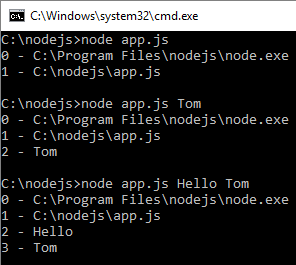 C:\Windows\system32\cmd.exe
C:\nodejs>node app.js
0 - C:\Program Files\nodejs\node.exe
1 - C:\nodejs\app.js
C:\nodejs>node app.js Tom
0 - C:\Program Files\nodejs\node.exe
1 - C:\nodejs\app.js
2 - Tom
C:\nodejs>node app.js Hello Tom
0 - C:\Program Files\nodejs\node.exe
1 - C:\nodejs\app.js
2 - Hello
3 - Tom